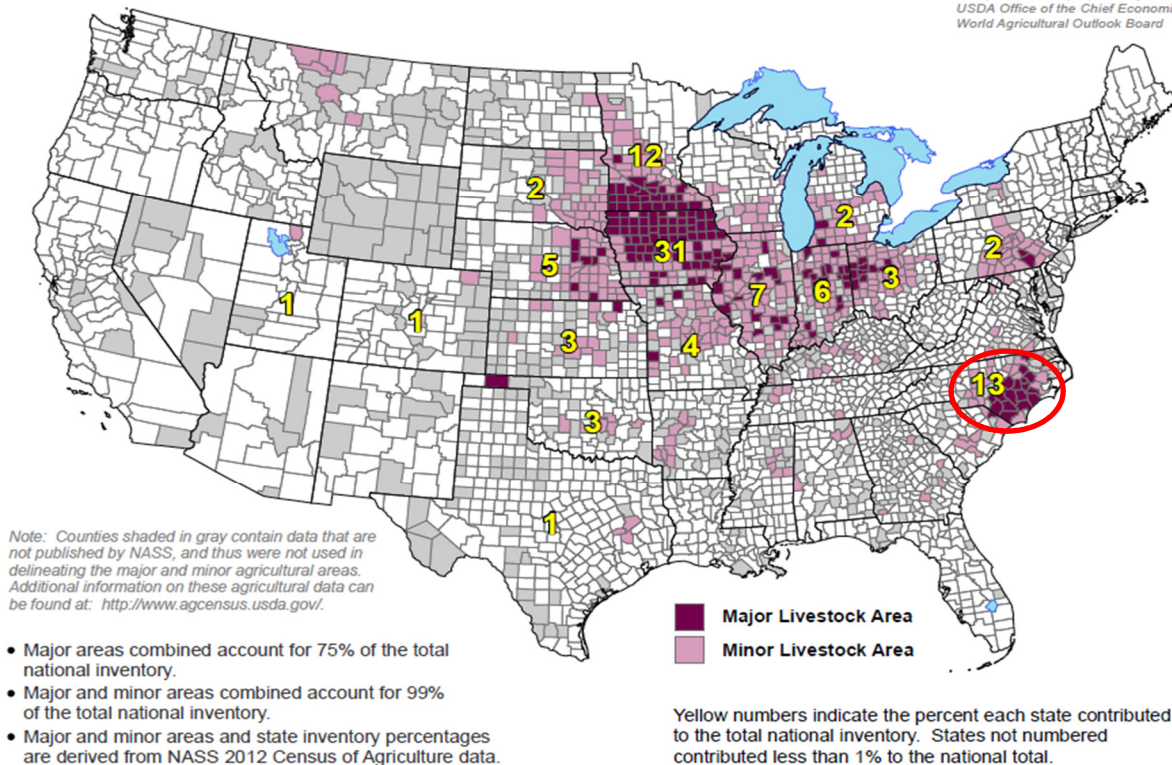 USDA Office of the Chief Economi
World Agricultural Outlook Board
12
2
2
31
2
5
3
7
6
1
1
3
4
13
3
1
Note: Counties shaded in gray contain data that are
not published by NASS, and thus were not used in
delineating the major and minor agricultural areas.
Additional information on these agricultural data can
be found at: http://www.agcensus.usda.gov/.
Major Livestock Area
Minor Livestock Area
• Major areas combined account for 75% of the total
national inventory.
• Major and minor areas combined account for 99%
of the total national inventory.
• Major and minor areas and state inventory percentages
are derived from NASS 2012 Census of Agriculture data.
Yellow numbers indicate the percent each state contributed
to the total national inventory. States not numbered
contributed less than 1% to the national total.